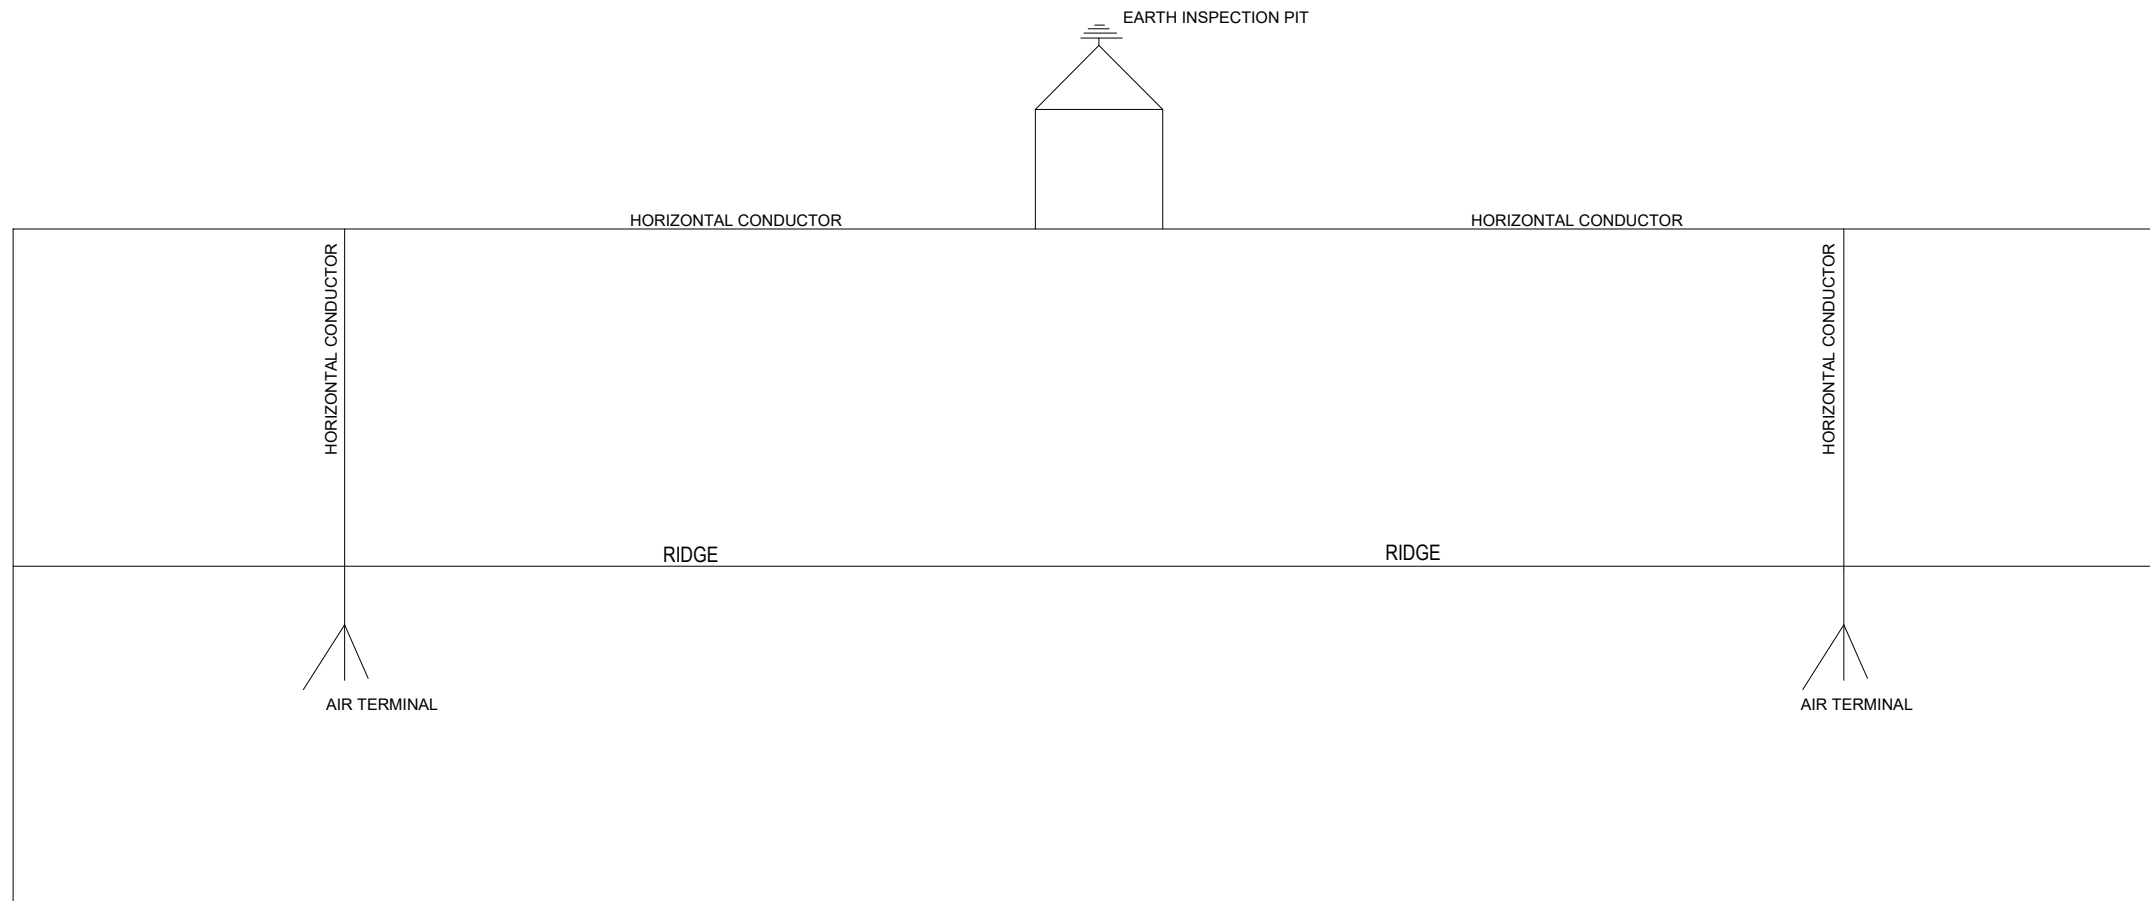 EARTH INSPECTION PIT
HORIZONTAL CONDUCTOR
HORIZONTAL CONDUCTOR
HORIZONTAL CONDUCTOR
HORIZONTAL CONDUCTOR
RIDGE
RIDGE
AIR TERMINAL
AIR TERMINAL